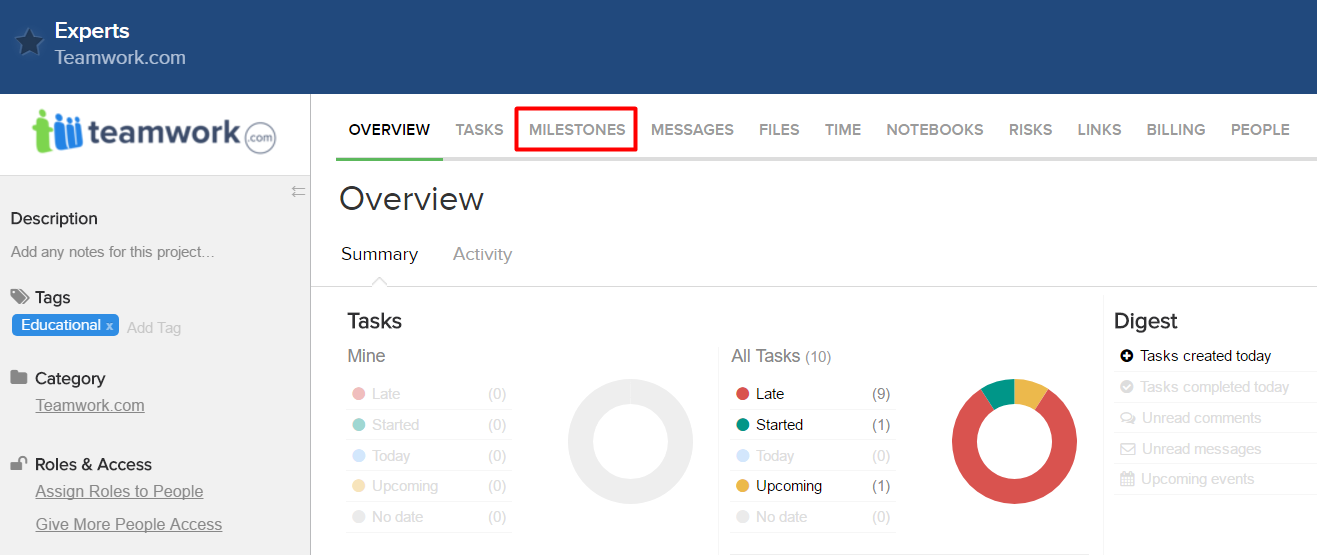 Experts
Teamwork.com
teamwork.com
OVERVIEW TASKS MILESTONES MESSAGES FILES TIME NOTEBOOKS RISKS LINKS BILLING PEOPLE
Description
Add any notes for this project...
Tags
Educational x Add Tag
Category
Teamwork.com
Roles & Access
Assign Roles to People
Give More People Access
Overview
Summary Activity
Tasks
Mine
Late (0)
Started (0)
Today (0)
Upcoming (0)
No date (0)
All Tasks (10)
Late (9)
Started (1)
Today (0)
Upcoming (1)
No date (0)
Digest
Tasks created today
Tasks completed today
Unread comments
Unread messages
Upcoming events